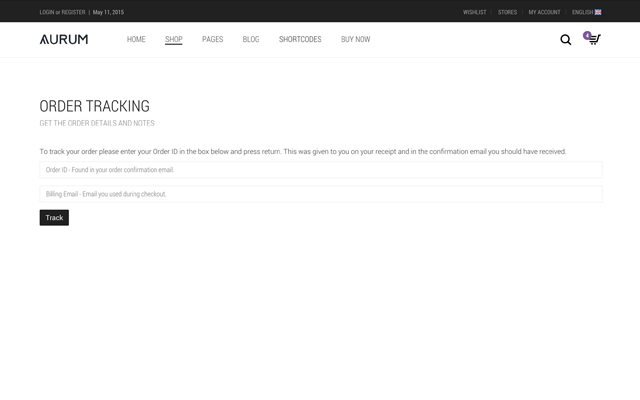 LOGIN or REGISTER | May 11, 2015
WISHLIST | STORES | MY ACCOUNT | ENGLISH
AURUM
HOME SHOP PAGES BLOG SHORTCODES BUY NOW
ORDER TRACKING
GET THE ORDER DETAILS AND NOTES
To track your order please enter your Order ID in the box below and press return. This was given to you on your receipt and in the confirmation email you should have received.
Order ID - Found in your order confirmation email.
Billing Email - Email you used during checkout.
Track